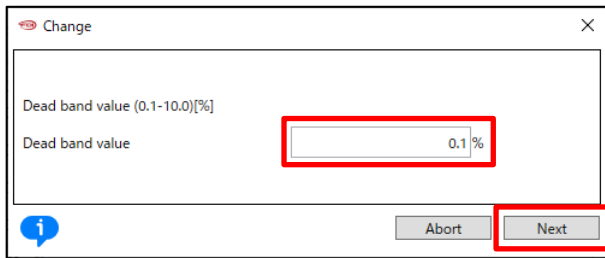 Change
Dead band value (0.1-10.0)[%]
Dead band value 0.1 %
Abort Next